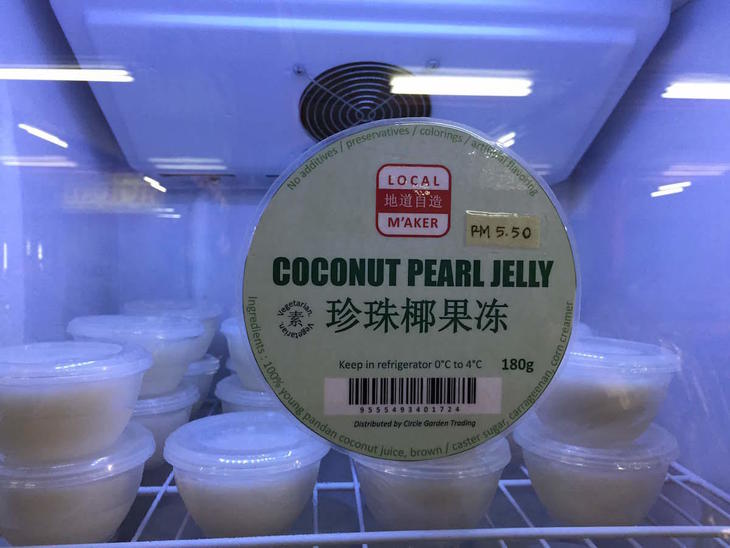 No additives / preservatives / colorings / artificial flavoring
LOCAL
地道自造
M'AKER
RM 5.50
COCONUT PEARL JELLY
Vegetarian, Vegetarian,
素
珍珠椰果冻
Keep in refrigerator 0°C to 4°C
180g
9555493401724
Distributed by Circle Garden Trading
Ingredients : 100% young pandan coconut juice, brown / caster sugar, carrageenan, corn creamer